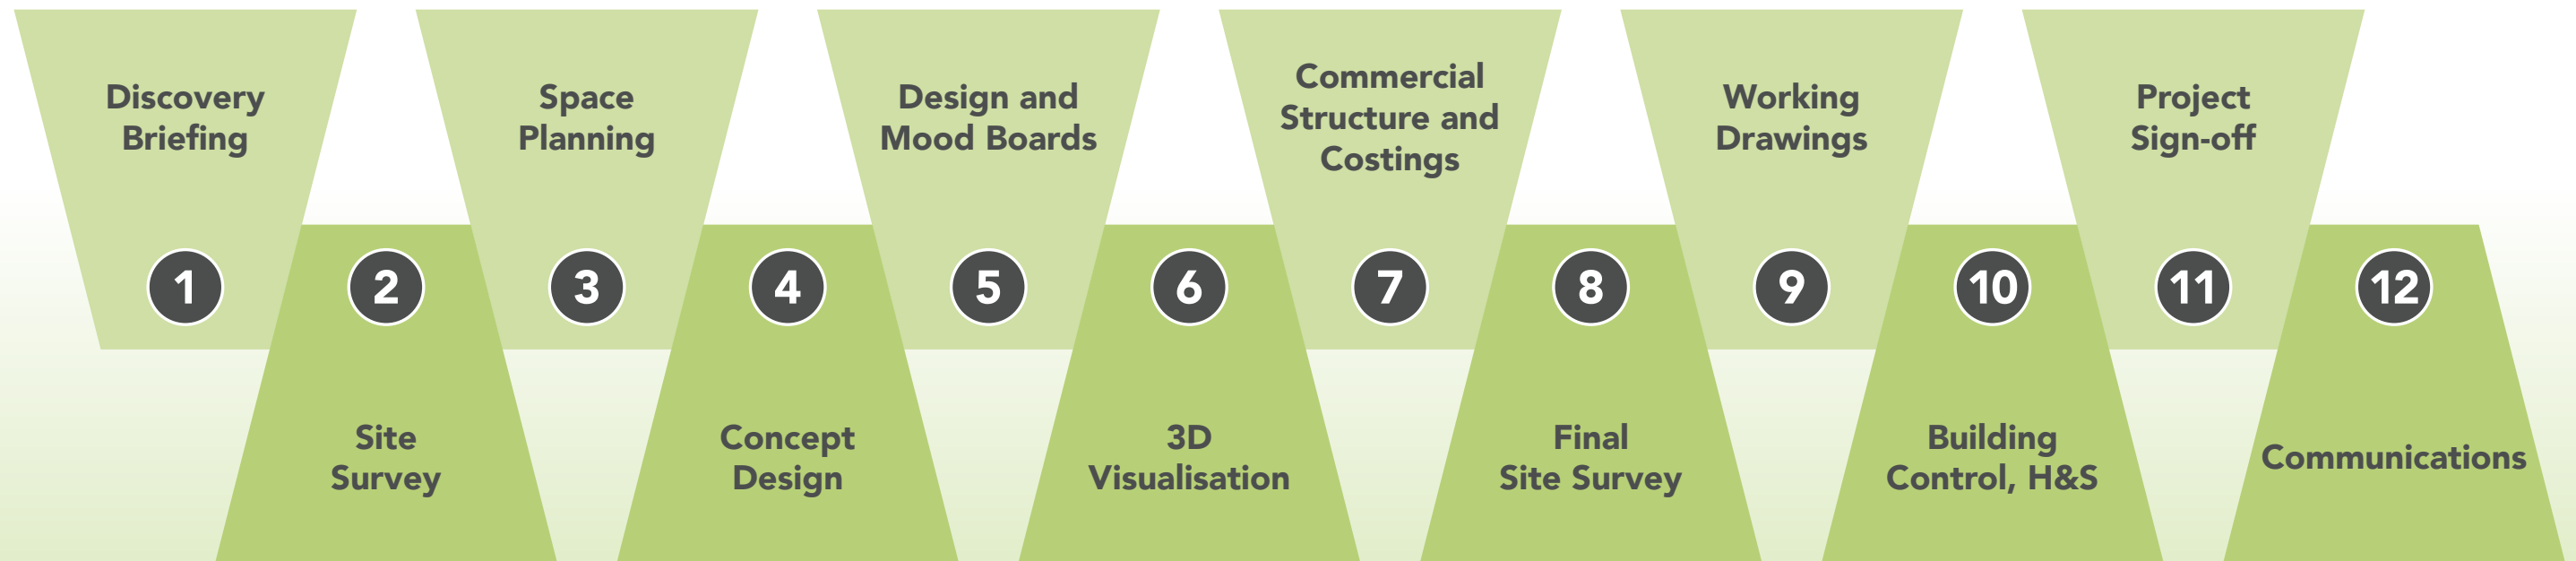 Discovery
Briefing
1
2
Site
Survey
Space
Planning
3
4
Concept
Design
Design and
Mood Boards
5
6
3D
Visualisation
Commercial
Structure and
Costings
7
8
Final
Site Survey
Working
Drawings
9
10
Building
Control, H&S
Project
Sign-off
11
12
Communications